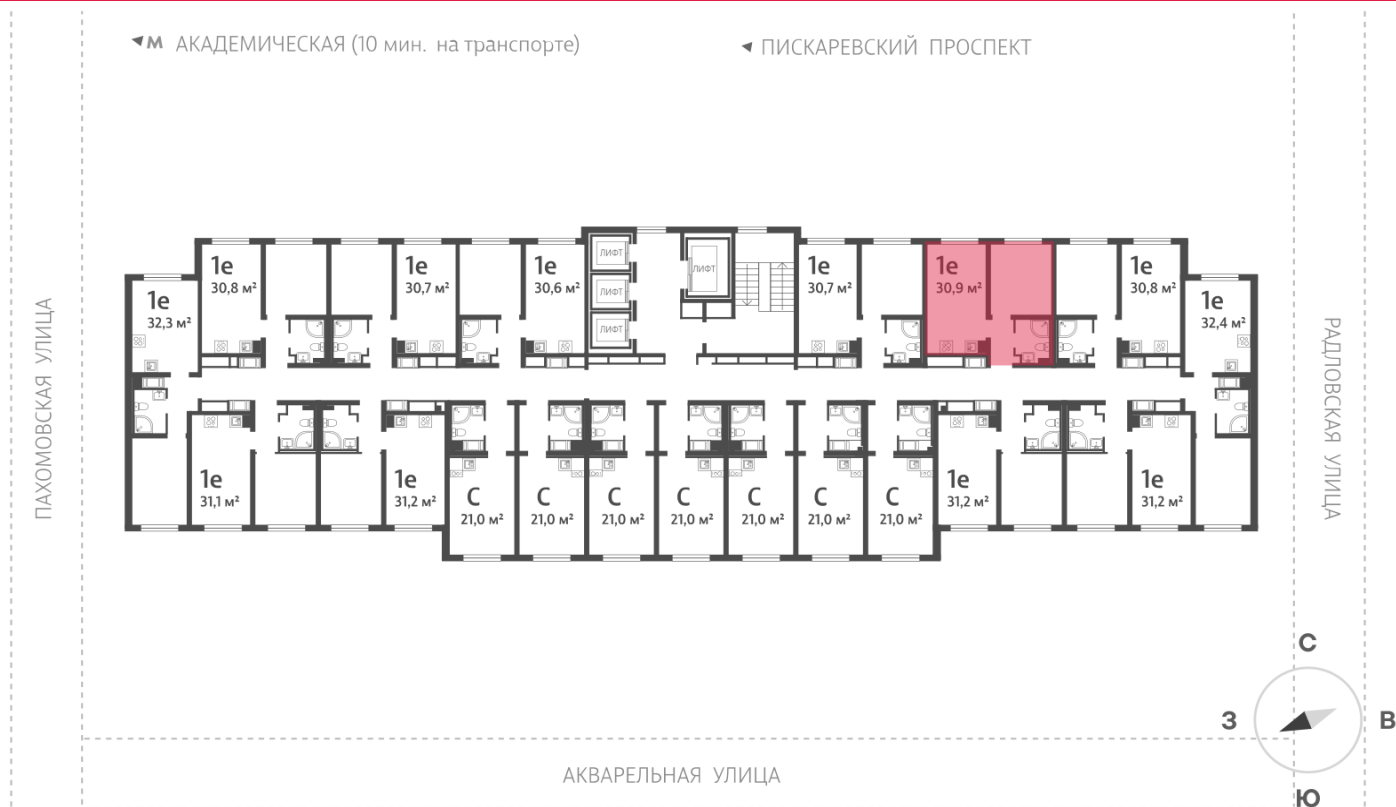 М АКАДЕМИЧЕСКАЯ (10 мин. на транспорте)
ПИСКАРЕВСКИЙ ПРОСПЕКТ
ПАХОМОВСКАЯ УЛИЦА
РАДЛОВСКАЯ УЛИЦА
1е
32,3 м²
1е
30,8 м²
1е
30,7 м²
1е
30,6 м²
ЛИФТ
ЛИФТ
ЛИФТ
ЛИФТ
1е
30,7 м²
1е
30,9 м²
1е
30,8 м²
1е
32,4 м²
1е
31,1 м²
1е
31,2 м²
С
21,0 м²
С
21,0 м²
С
21,0 м²
С
21,0 м²
С
21,0 м²
С
21,0 м²
С
21,0 м²
1е
31,2 м²
1е
31,2 м²
С
З
В
Ю
АКВАРЕЛЬНАЯ УЛИЦА